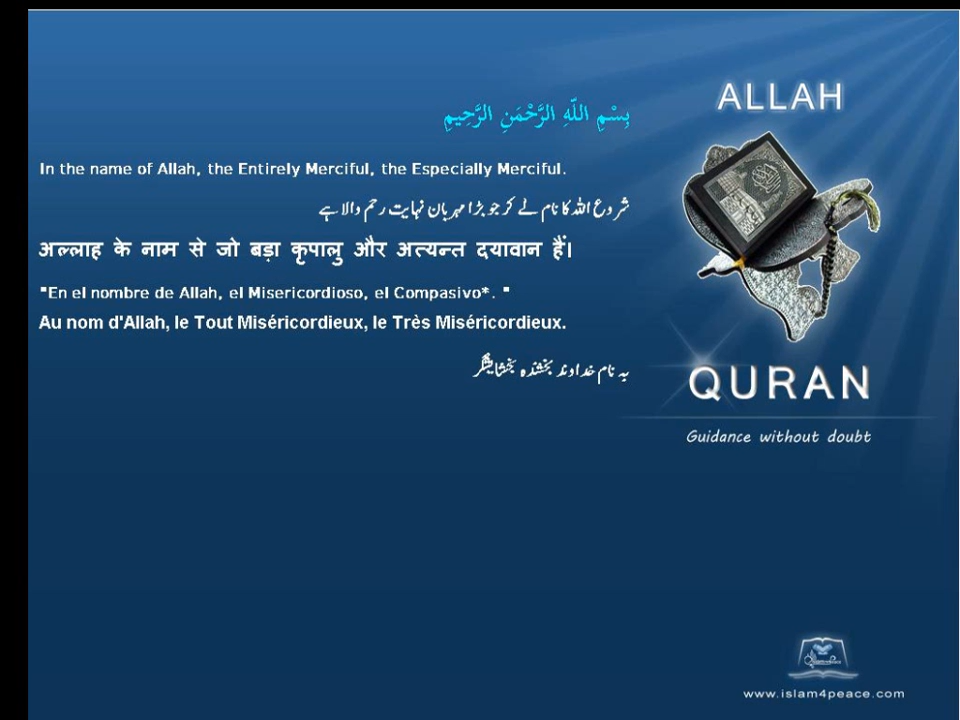 بِسْمِ اللّهِ الرَّحْمَنِ الرَّحِيمِ
In the name of Allah, the Entirely Merciful, the Especially Merciful.
شروع الله کا نام لے کر جو بڑا مہربان نہایت رحم والا ہے
अल्लाह के नाम से जो बड़ा कृपालु और अत्यन्त दयावान हैं।
"En el nombre de Allah, el Misericordioso, el Compasivo*. "
Au nom d'Allah, le Tout Miséricordieux, le Très Miséricordieux.
به نام خداوند بخشنده بخشایشگر
ALLAH
QURAN
Guidance without doubt
www.islam4peace.com